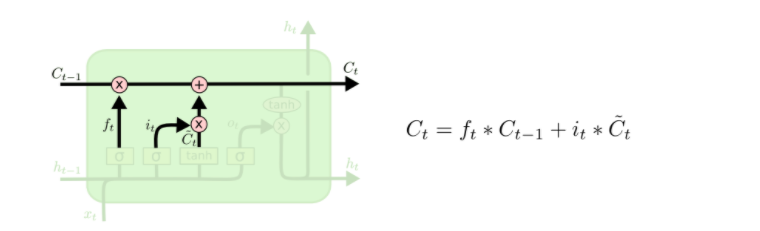 h_t
C_{t-1} × + C_t
tanh
f_t i_t × o_t ×
C̃_t
σ σ tanh σ
h_{t-1} h_t
x_t
C_t = f_t * C_{t-1} + i_t * C̃_t